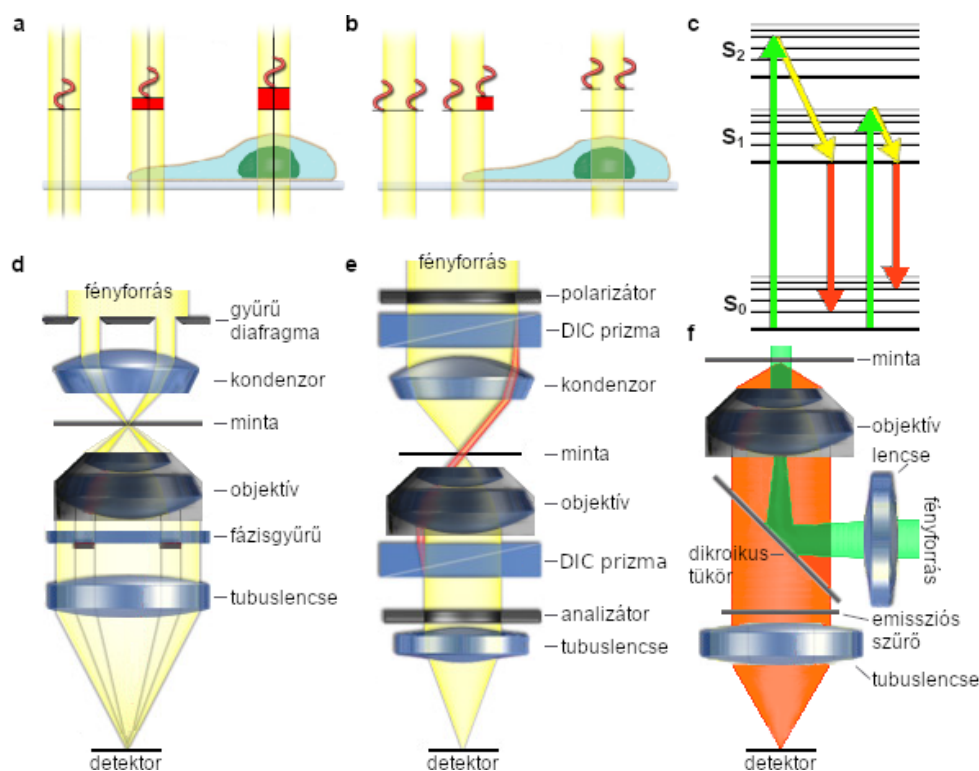 a
b
c
S2
S1
S0
d
fényforrás
gyűrű
diafragma
kondenzor
minta
objektív
fázisgyűrű
tubuslencse
detektor
e
fényforrás
polarizátor
DIC prizma
kondenzor
minta
objektív
DIC prizma
analizátor
tubuslencse
detektor
f
minta
objektív
lencse
fényforrás
dikroikus
tükör
emissziós
szűrő
tubuslencse
detektor